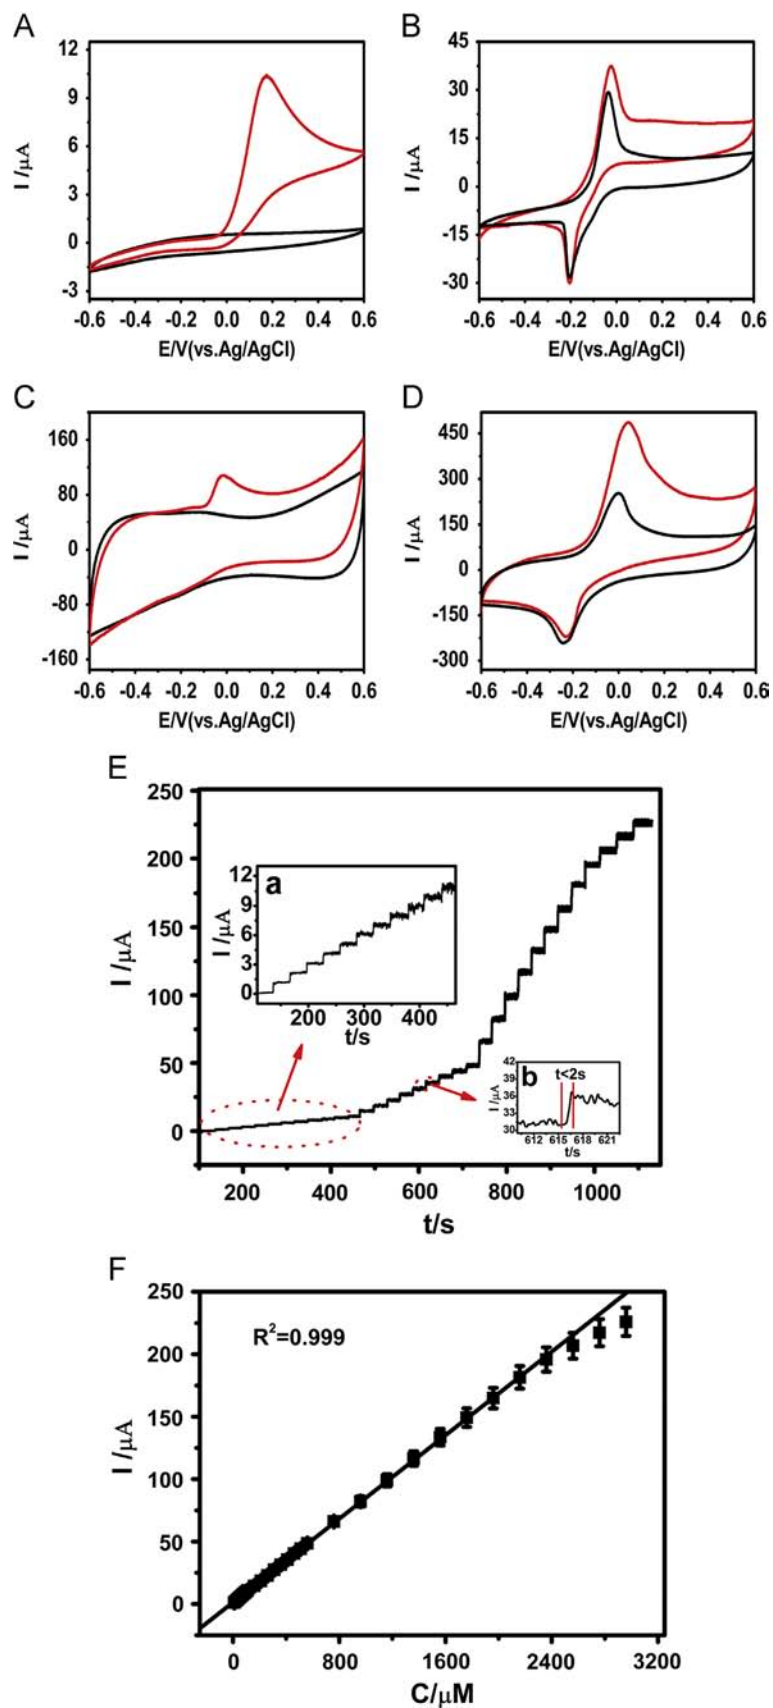 A
I /μA
12
9
6
3
0
-3
-0.6 -0.4 -0.2 0.0 0.2 0.4 0.6
E/V(vs.Ag/AgCl)
B
I /μA
45
30
15
0
-15
-30
-0.6 -0.4 -0.2 0.0 0.2 0.4 0.6
E/V(vs.Ag/AgCl)
C
I /μA
160
80
0
-80
-160
-0.6 -0.4 -0.2 0.0 0.2 0.4 0.6
E/V(vs.Ag/AgCl)
D
I /μA
450
300
150
0
-150
-300
-0.6 -0.4 -0.2 0.0 0.2 0.4 0.6
E/V(vs.Ag/AgCl)
E
I /μA
250
200
150
100
50
0
200 400 600 800 1000
t/s
a
I /μA
12
9
6
3
0
200 300 400
t/s
b
t<2s
I /μA
42
39
36
33
30
612 615 618 621
t/s
F
I /μA
250
200
150
100
50
0
R²=0.999
0 800 1600 2400 3200
C/μM